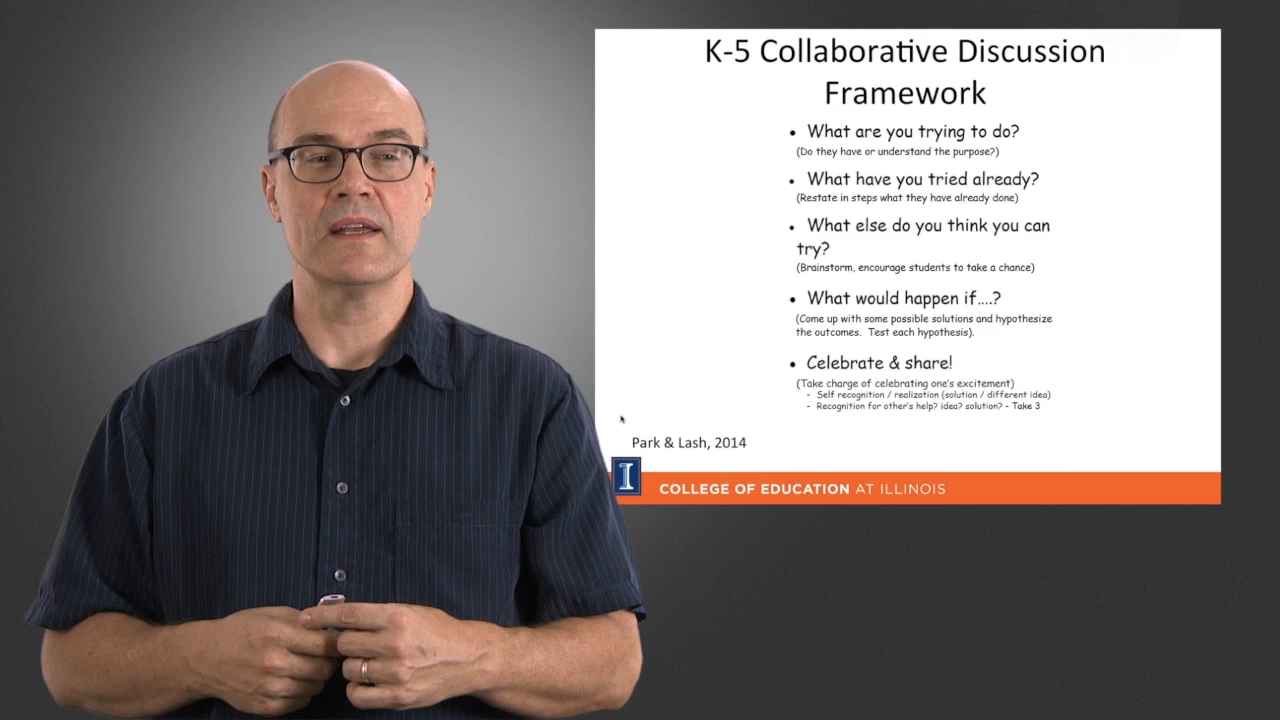 K-5 Collaborative Discussion
Framework
• What are you trying to do?
(Do they have or understand the purpose?)
• What have you tried already?
(Restate in steps what they have already done)
• What else do you think you can
try?
(Brainstorm, encourage students to take a chance)
• What would happen if....?
(Come up with some possible solutions and hypothesize
the outcomes. Test each hypothesis).
• Celebrate & share!
(Take charge of celebrating one's excitement)
- Self recognition / realization (solution / different idea)
- Recognition for other's help? idea? solution? - Take 3
Park & Lash, 2014
I
COLLEGE OF EDUCATION AT ILLINOIS